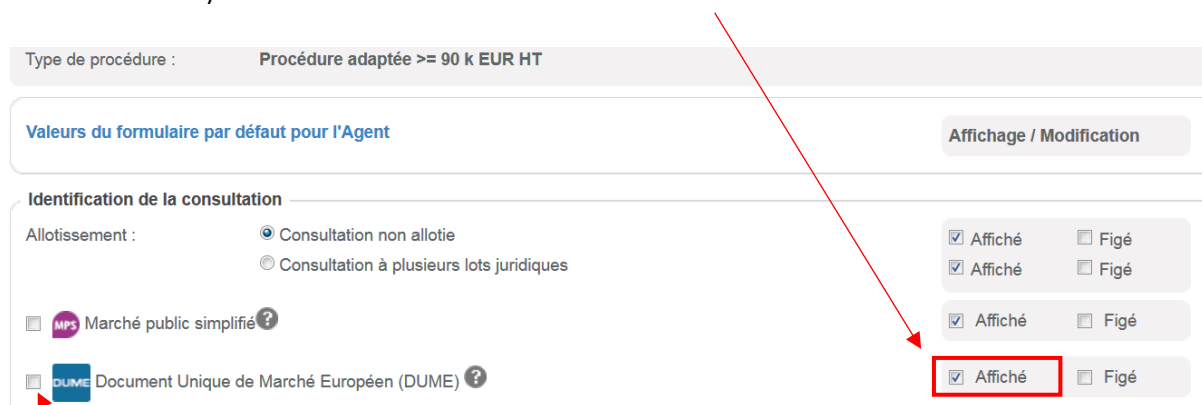 Type de procédure : Procédure adaptée >= 90 k EUR HT
Valeurs du formulaire par défaut pour l'Agent Affichage / Modification
Identification de la consultation
Allotissement : Consultation non allotie Affiché Figé
Consultation à plusieurs lots juridiques Affiché Figé
MPS Marché public simplifié ? Affiché Figé
DUME Document Unique de Marché Européen (DUME) ? Affiché Figé